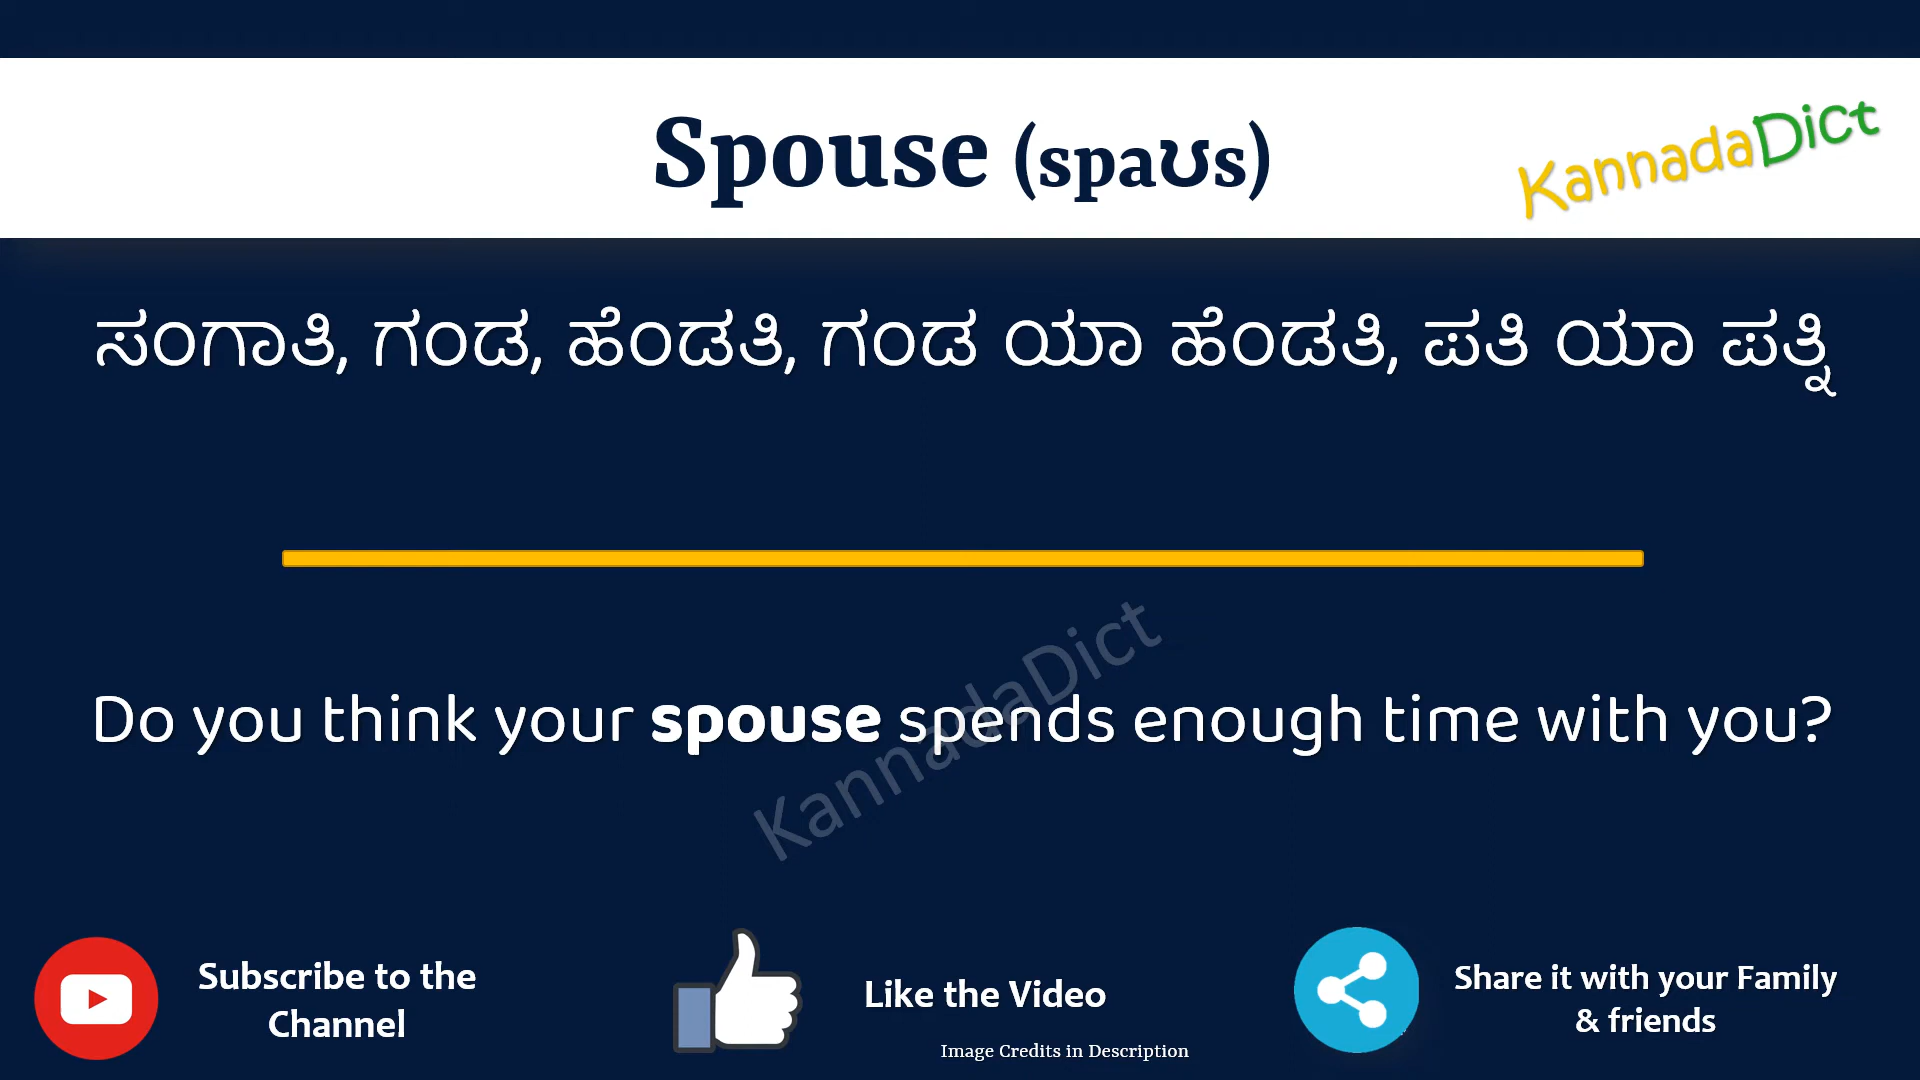 Spouse (spaʊs)
KannadaDict
ಸಂಗಾತಿ, ಗಂಡ, ಹೆಂಡತಿ, ಗಂಡ ಯಾ ಹೆಂಡತಿ, ಪತಿ ಯಾ ಪತ್ನಿ
Do you think your spouse spends enough time with you?
KannadaDict
Subscribe to the
Channel
Like the Video
Share it with your Family
& friends
Image Credits in Description